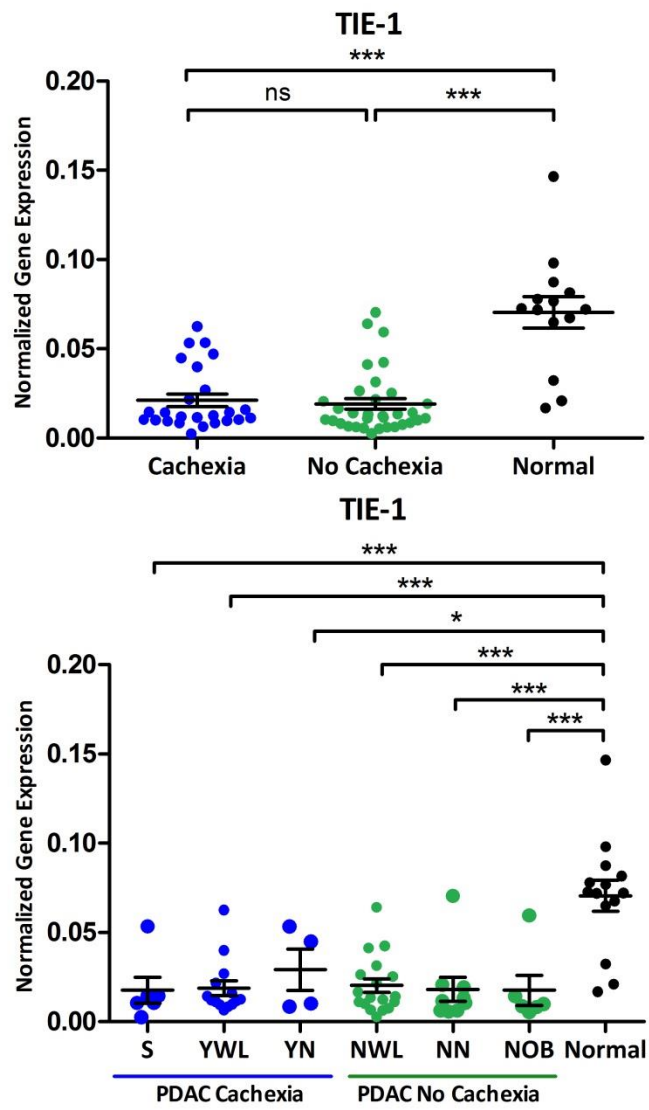 TIE-1
***
ns
***
Normalized Gene Expression
0.20
0.15
0.10
0.05
0.00
Cachexia No Cachexia Normal
TIE-1
***
***
*
***
***
***
Normalized Gene Expression
0.20
0.15
0.10
0.05
0.00
S YWL YN NWL NN NOB Normal
PDAC Cachexia PDAC No Cachexia